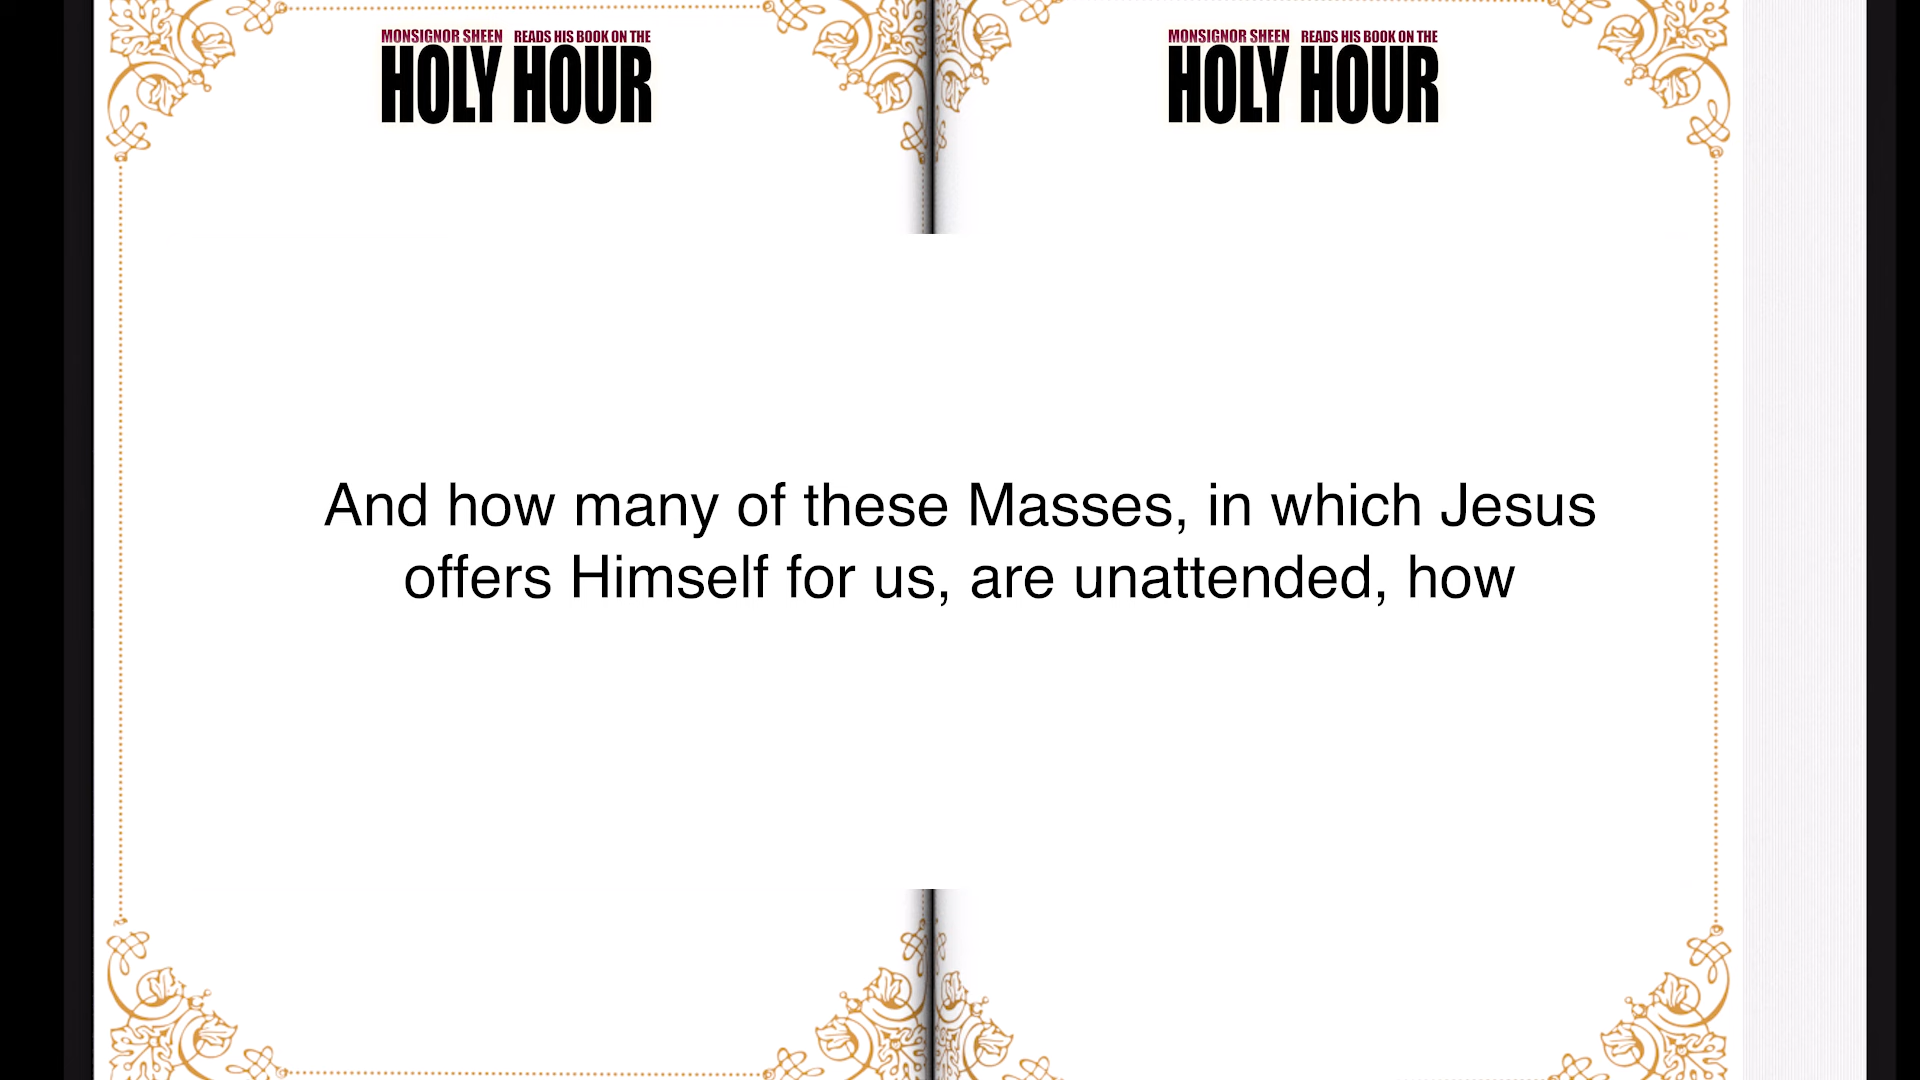 MONSIGNOR SHEEN READS HIS BOOK ON THE
HOLY HOUR
MONSIGNOR SHEEN READS HIS BOOK ON THE
HOLY HOUR
And how many of these Masses, in which Jesus
offers Himself for us, are unattended, how